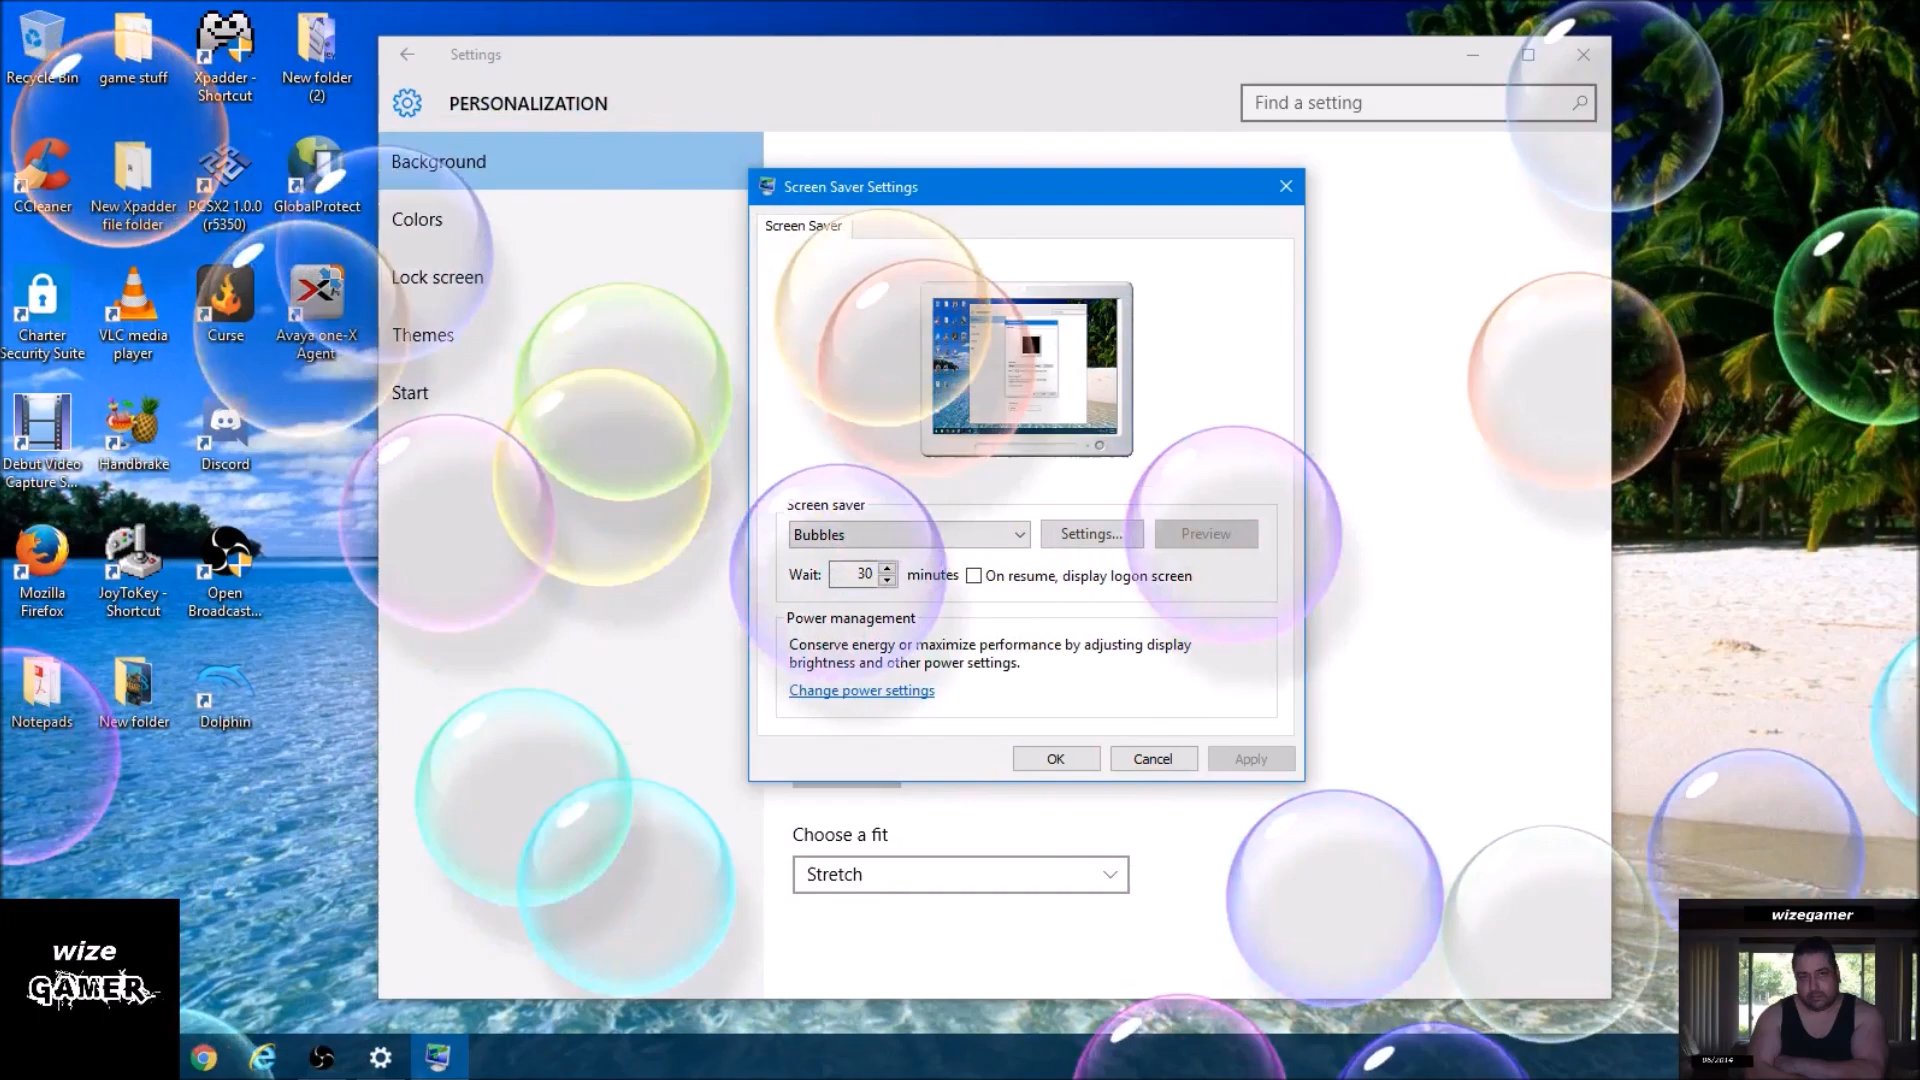 Recycle Bin
game stuff
Xpadder -
Shortcut
New folder
(2)
CCleaner
New Xpadder
file folder
PCSX2 1.0.0
(r5350)
GlobalProtect
Charter
Security Suite
VLC media
player
Curse
Avaya one-X
Agent
Debut Video
Capture S...
Handbrake
Discord
Mozilla
Firefox
JoyToKey -
Shortcut
Open
Broadcast...
Notepads
New folder
Dolphin
Settings
PERSONALIZATION
Find a setting
Background
Colors
Lock screen
Themes
Start
Screen Saver Settings
Screen Saver
Screen saver
Bubbles
Settings...
Preview
Wait:
30
minutes
On resume, display logon screen
Power management
Conserve energy or maximize performance by adjusting display
brightness and other power settings.
Change power settings
OK
Cancel
Apply
Choose a fit
Stretch
wize
GAMER
wizegamer